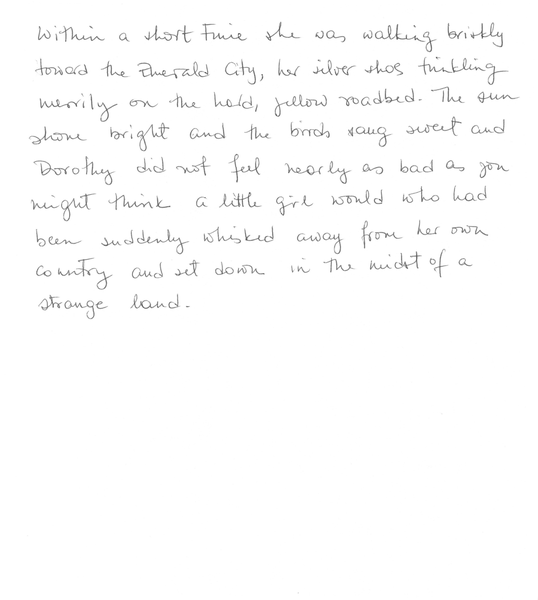 Within a short time she was walking briskly
toward the Emerald City, her silver shoes tinkling
merrily on the hard, yellow roadbed. The sun
shone bright and the birds sang sweet and
Dorothy did not feel nearly as bad as you
might think a little girl would who had
been suddenly whisked away from her own
country and set down in the midst of a
strange land.